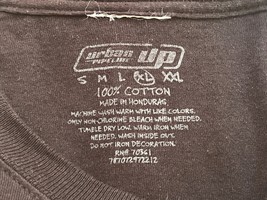 urban PIPELINE UP
S M L XL XXL
100% COTTON
MADE IN HONDURAS
MACHINE WASH WARM WITH LIKE COLORS.
ONLY NON-CHLORINE BLEACH WHEN NEEDED.
TUMBLE DRY LOW. WARM IRON WHEN
NEEDED. WASH INSIDE OUT.
DO NOT IRON DECORATION.
RN# 70361
787072972212